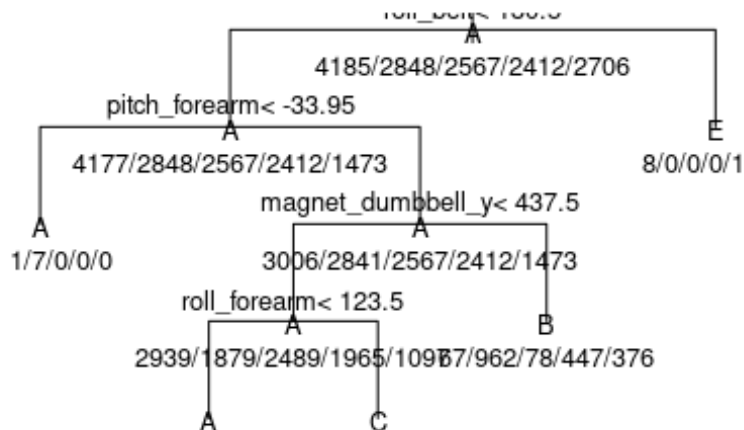 roll_belt<
A
4185/2848/2567/2412/2706
pitch_forearm< -33.95
A
E
4177/2848/2567/2412/1473
8/0/0/0/1
magnet_dumbbell_y< 437.5
A
A
1/7/0/0/0
3006/2841/2567/2412/1473
roll_forearm< 123.5
A
B
2939/1879/2489/1965/1097
67/962/78/447/376
A
C